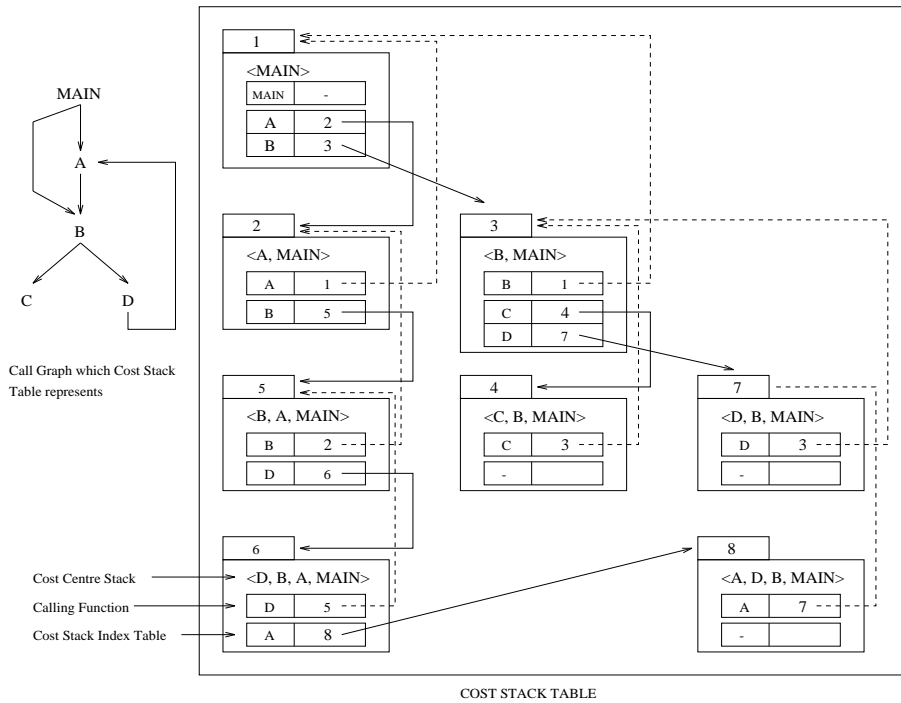 MAIN
A
B
C
D
Call Graph which Cost Stack
Table represents
1
<MAIN>
MAIN -
A 2
B 3
2
<A, MAIN>
A 1
B 5
3
<B, MAIN>
B 1
C 4
D 7
5
<B, A, MAIN>
B 2
D 6
4
<C, B, MAIN>
C 3
-
7
<D, B, MAIN>
D 3
-
6
Cost Centre Stack
<D, B, A, MAIN>
Calling Function
D 5
Cost Stack Index Table
A 8
8
<A, D, B, MAIN>
A 7
-
COST STACK TABLE